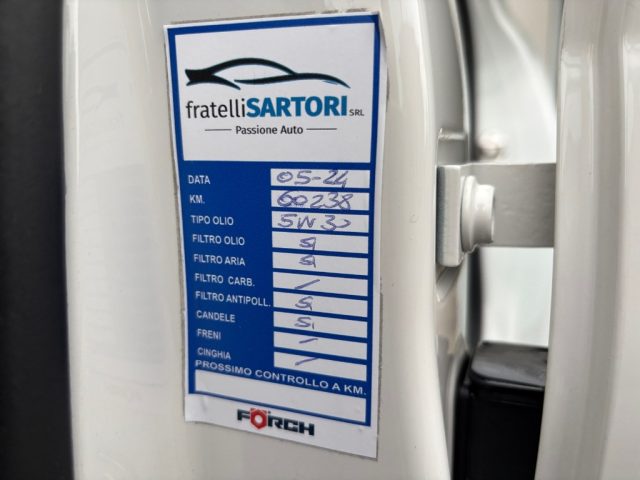 fratelliSARTORI SRL
Passione Auto
DATA 05-24
KM. 60238
TIPO OLIO 5W30
FILTRO OLIO Si
FILTRO ARIA Si
FILTRO CARB. /
FILTRO ANTIPOLL. Si
CANDELE Si
FRENI /
CINGHIA /
PROSSIMO CONTROLLO A KM.
FÖRCH